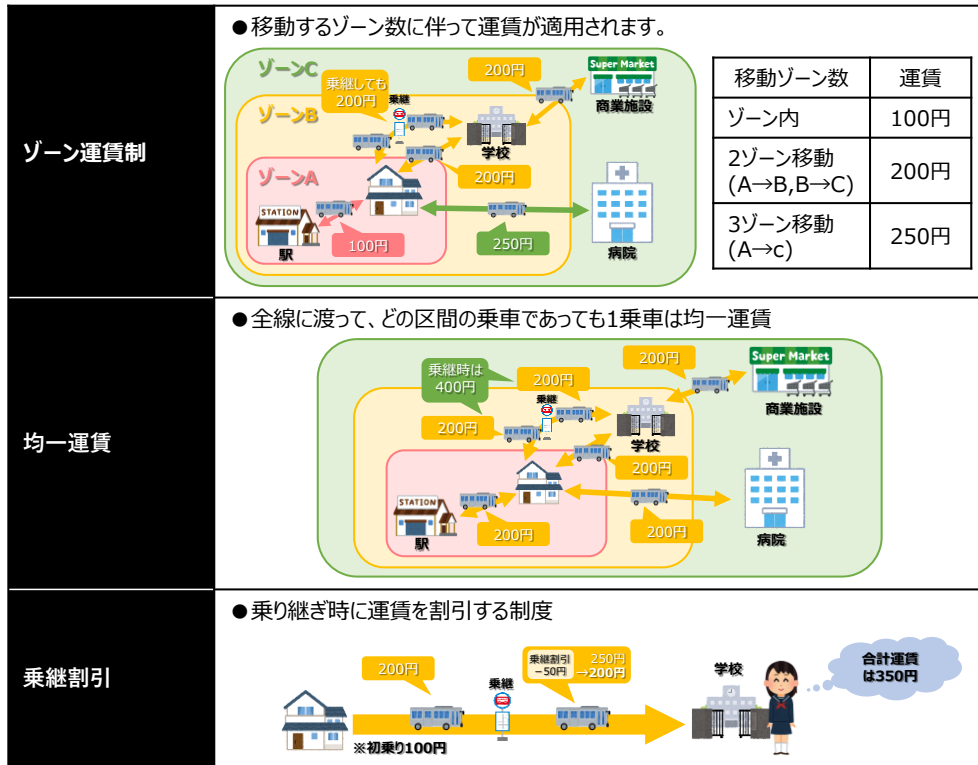 ゾーン運賃制
●移動するゾーン数に伴って運賃が適用されます。
ゾーンC
乗継しても
200円
乗継
200円
Super Market
商業施設
ゾーンB
学校
200円
ゾーンA
STATION
駅
100円
250円
病院
移動ゾーン数 運賃
ゾーン内 100円
2ゾーン移動
(A→B,B→C) 200円
3ゾーン移動
(A→c) 250円
均一運賃
●全線に渡って、どの区間の乗車であっても1乗車は均一運賃
乗継時は
400円
200円
乗継
200円
200円
Super Market
商業施設
学校
200円
STATION
駅
200円
200円
病院
乗継割引
●乗り継ぎ時に運賃を割引する制度
200円
乗継
乗継割引
−50円
250円
→200円
学校
合計運賃
は350円
※初乗り100円